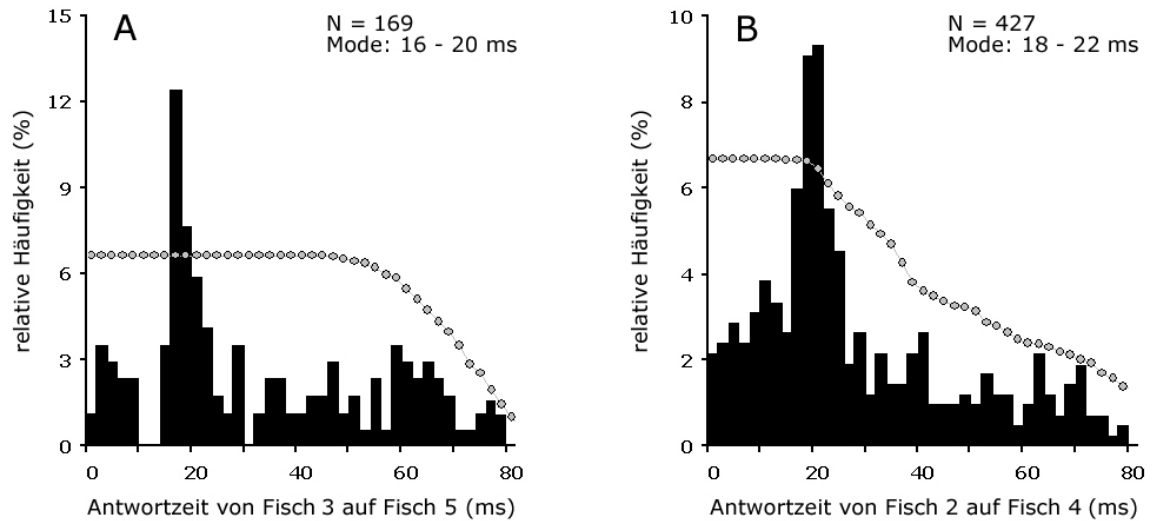 A
N = 169
Mode: 16 - 20 ms
relative Häufigkeit (%)
15
12
9
6
3
0
0 20 40 60 80
Antwortzeit von Fisch 3 auf Fisch 5 (ms)
B
N = 427
Mode: 18 - 22 ms
relative Häufigkeit (%)
10
8
6
4
2
0
0 20 40 60 80
Antwortzeit von Fisch 2 auf Fisch 4 (ms)